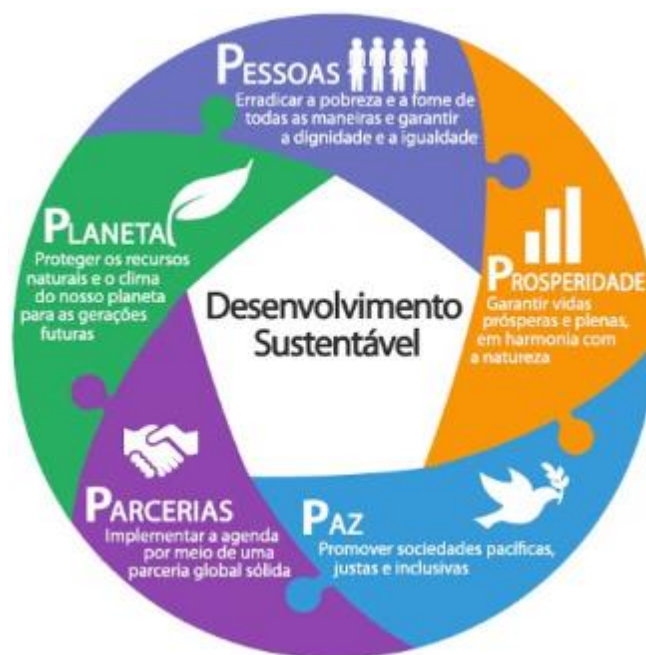 PESSOAS
Erradicar a pobreza e a fome de
todas as maneiras e garantir
a dignidade e a igualdade
PROSPERIDADE
Garantir vidas
prósperas e plenas,
em harmonia com
a natureza
PAZ
Promover sociedades pacíficas,
justas e inclusivas
PARCERIAS
Implementar a agenda
por meio de uma
parceria global sólida
PLANETA
Proteger os recursos
naturais e o clima
do nosso planeta
para as gerações
futuras
Desenvolvimento
Sustentável